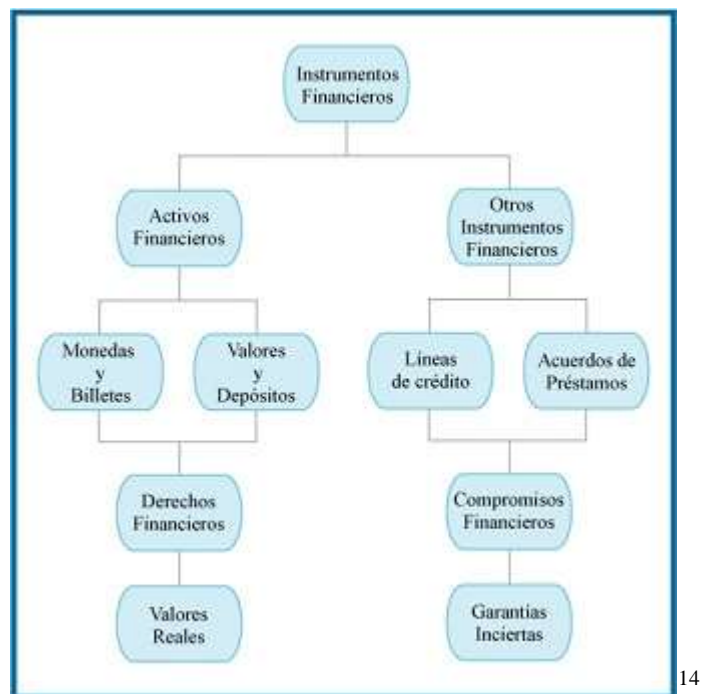 Instrumentos
Financieros
Activos
Financieros
Otros
Instrumentos
Financieros
Monedas
y
Billetes
Valores
y
Depósitos
Líneas
de crédito
Acuerdos de
Préstamos
Derechos
Financieros
Compromisos
Financieros
Valores
Reales
Garantías
Inciertas
14